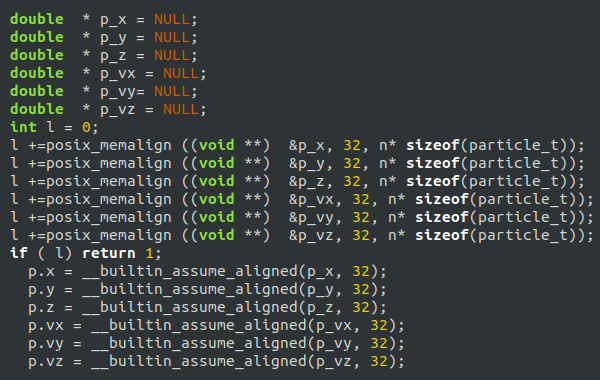 double  * p_x = NULL;
double  * p_y = NULL;
double  * p_z = NULL;
double  * p_vx = NULL;
double  * p_vy= NULL;
double  * p_vz = NULL;
int l = 0;
l +=posix_memalign ((void **)  &p_x, 32, n* sizeof(particle_t));
l +=posix_memalign ((void **)  &p_y, 32, n* sizeof(particle_t));
l +=posix_memalign ((void **)  &p_z, 32, n* sizeof(particle_t));
l +=posix_memalign ((void **)  &p_vx, 32, n* sizeof(particle_t));
l +=posix_memalign ((void **)  &p_vy, 32, n* sizeof(particle_t));
l +=posix_memalign ((void **)  &p_vz, 32, n* sizeof(particle_t));
if ( l) return 1;
  p.x = __builtin_assume_aligned(p_x, 32);
  p.y = __builtin_assume_aligned(p_y, 32);
  p.z = __builtin_assume_aligned(p_z, 32);
  p.vx = __builtin_assume_aligned(p_vx, 32);
  p.vy = __builtin_assume_aligned(p_vy, 32);
  p.vz = __builtin_assume_aligned(p_vz, 32);